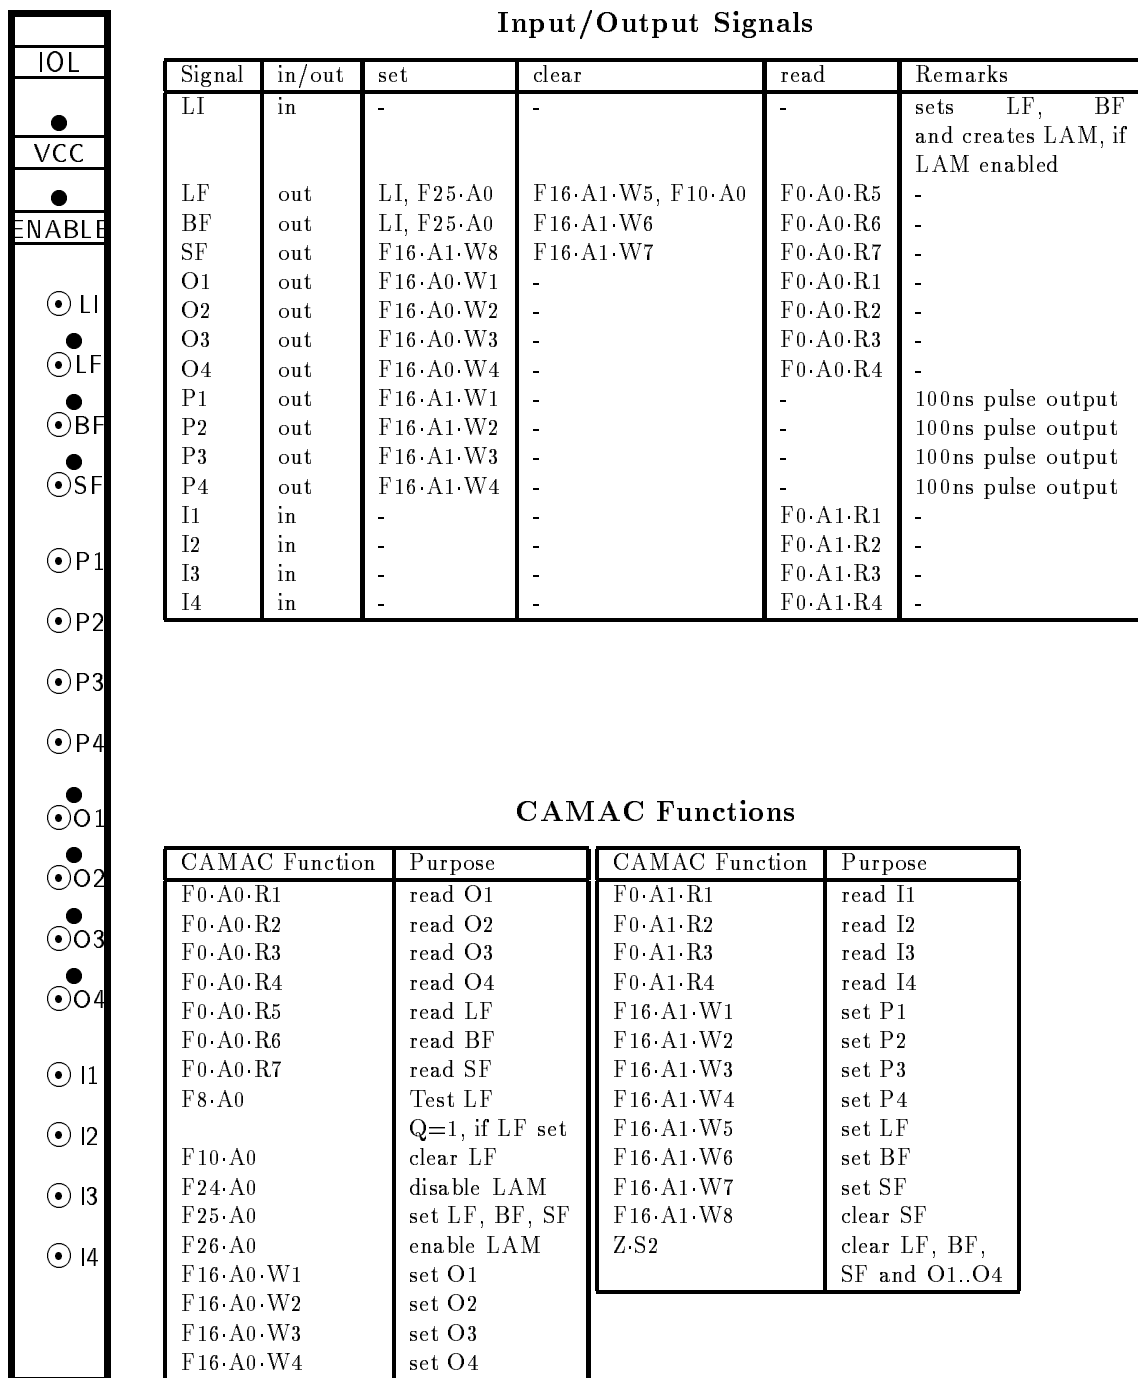 IOL
VCC
ENABLE
LI
LF
BF
SF
P1
P2
P3
P4
O1
O2
O3
O4
I1
I2
I3
I4
Input/Output Signals
Signal in/out set clear read Remarks
LI in - - - sets LF, BF
and creates LAM, if
LAM enabled
LF out LI, F25·A0 F16·A1·W5, F10·A0 F0·A0·R5 -
BF out LI, F25·A0 F16·A1·W6 F0·A0·R6 -
SF out F16·A1·W8 F16·A1·W7 F0·A0·R7 -
O1 out F16·A0·W1 - F0·A0·R1 -
O2 out F16·A0·W2 - F0·A0·R2 -
O3 out F16·A0·W3 - F0·A0·R3 -
O4 out F16·A0·W4 - F0·A0·R4 -
P1 out F16·A1·W1 - - 100ns pulse output
P2 out F16·A1·W2 - - 100ns pulse output
P3 out F16·A1·W3 - - 100ns pulse output
P4 out F16·A1·W4 - - 100ns pulse output
I1 in - - F0·A1·R1 -
I2 in - - F0·A1·R2 -
I3 in - - F0·A1·R3 -
I4 in - - F0·A1·R4 -
CAMAC Functions
CAMAC Function Purpose
F0·A0·R1 read O1
F0·A0·R2 read O2
F0·A0·R3 read O3
F0·A0·R4 read O4
F0·A0·R5 read LF
F0·A0·R6 read BF
F0·A0·R7 read SF
F8·A0 Test LF
Q=1, if LF set
F10·A0 clear LF
F24·A0 disable LAM
F25·A0 set LF, BF, SF
F26·A0 enable LAM
F16·A0·W1 set O1
F16·A0·W2 set O2
F16·A0·W3 set O3
F16·A0·W4 set O4
CAMAC Function Purpose
F0·A1·R1 read I1
F0·A1·R2 read I2
F0·A1·R3 read I3
F0·A1·R4 read I4
F16·A1·W1 set P1
F16·A1·W2 set P2
F16·A1·W3 set P3
F16·A1·W4 set P4
F16·A1·W5 set LF
F16·A1·W6 set BF
F16·A1·W7 set SF
F16·A1·W8 clear SF
Z·S2 clear LF, BF,
SF and O1..O4